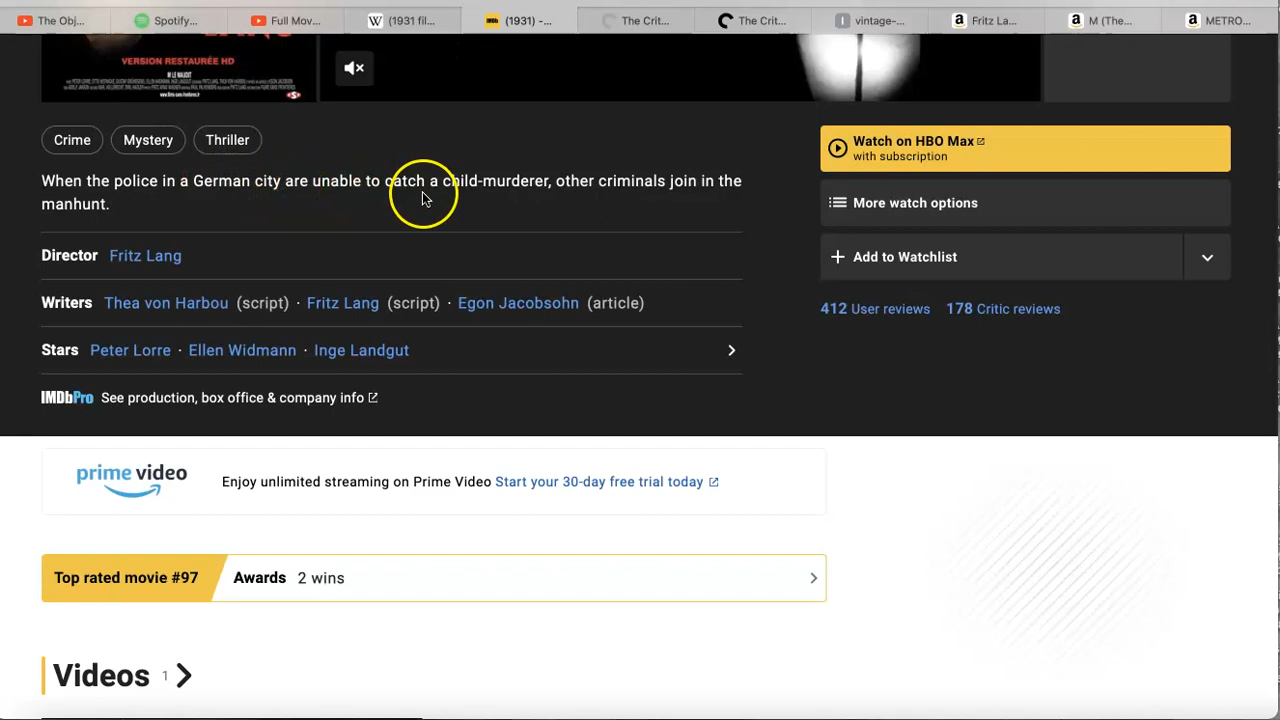 The Obj...
Spotify...
Full Mov...
(1931 fil...
IMDb
(1931) -...
The Crit...
The Crit...
vintage-...
Fritz La...
M (The...
METRO...
VERSION RESTAURÉE HD
M LE MAUDIT
Crime
Mystery
Thriller
When the police in a German city are unable to catch a child-murderer, other criminals join in the
manhunt.
Director Fritz Lang
Writers Thea von Harbou (script) · Fritz Lang (script) · Egon Jacobsohn (article)
Stars Peter Lorre · Ellen Widmann · Inge Landgut
IMDbPro See production, box office & company info
Watch on HBO Max
with subscription
More watch options
Add to Watchlist
412 User reviews 178 Critic reviews
prime video
Enjoy unlimited streaming on Prime Video Start your 30-day free trial today
Top rated movie #97
Awards 2 wins
Videos 1